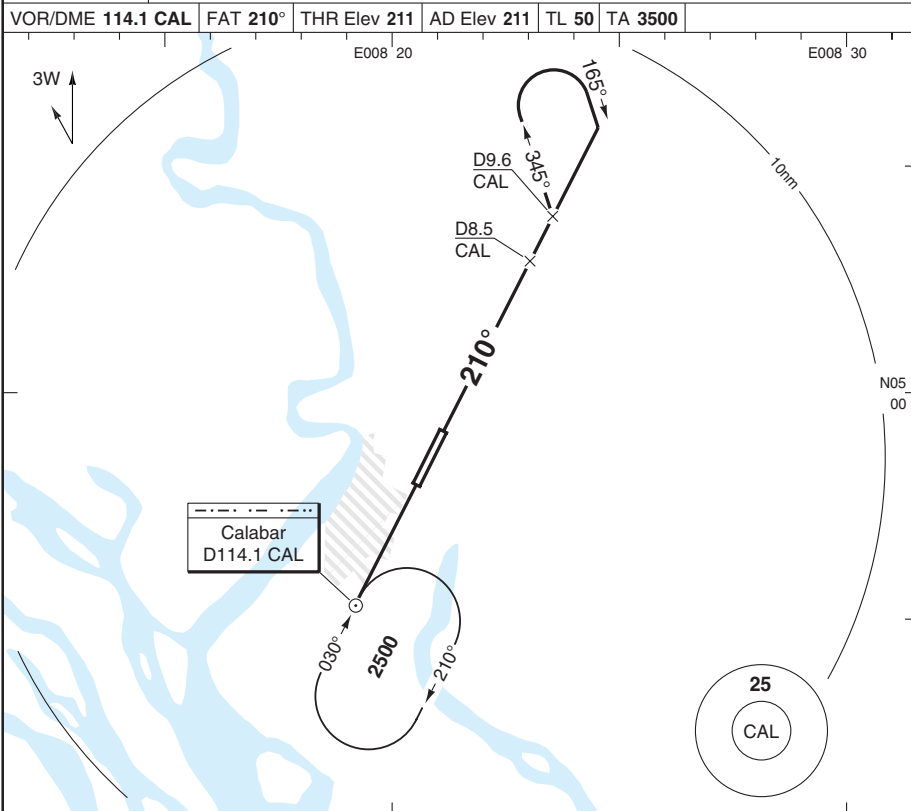 VOR/DME 114.1 CAL FAT 210° THR Elev 211 AD Elev 211 TL 50 TA 3500
E008 20
E008 30
3W
165°
345°
D9.6
CAL
10nm
D8.5
CAL
210°
N05
00
Calabar
D114.1 CAL
030°
2500
210°
25
CAL